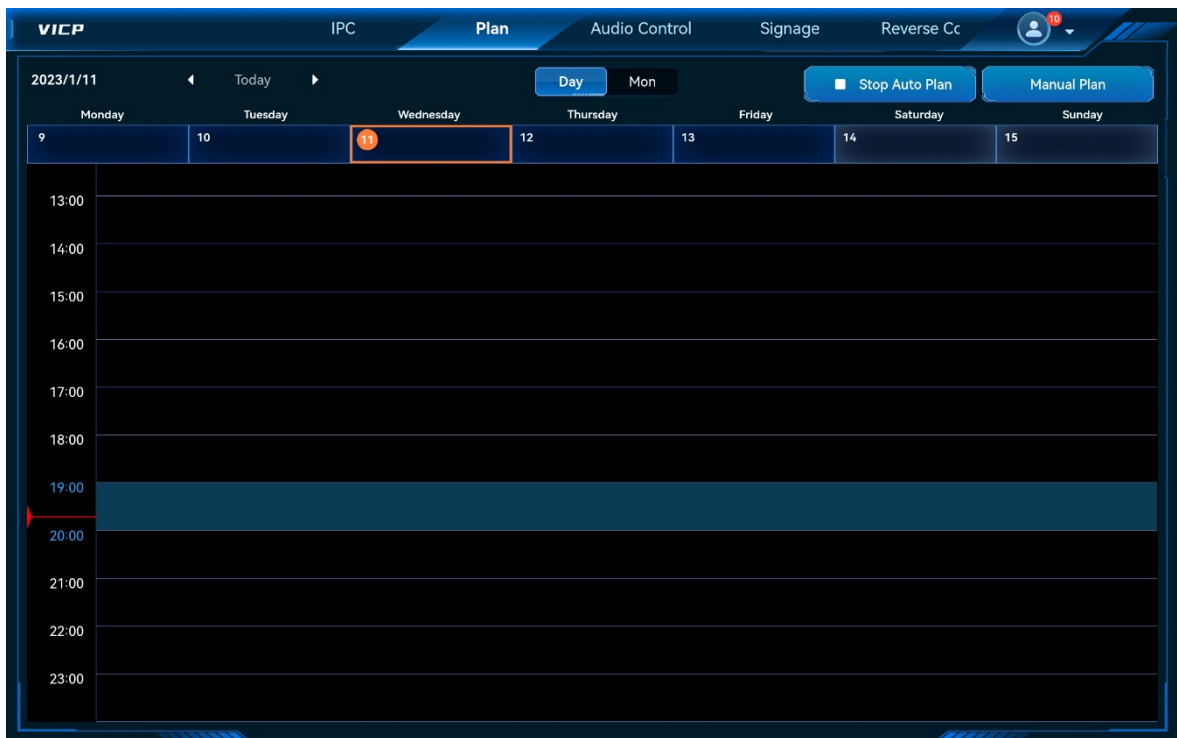 VICP IPC Plan Audio Control Signage Reverse Cc 10
2023/1/11 Today Day Mon Stop Auto Plan Manual Plan
Monday Tuesday Wednesday Thursday Friday Saturday Sunday
9 10 11 12 13 14 15
13:00
14:00
15:00
16:00
17:00
18:00
19:00
20:00
21:00
22:00
23:00